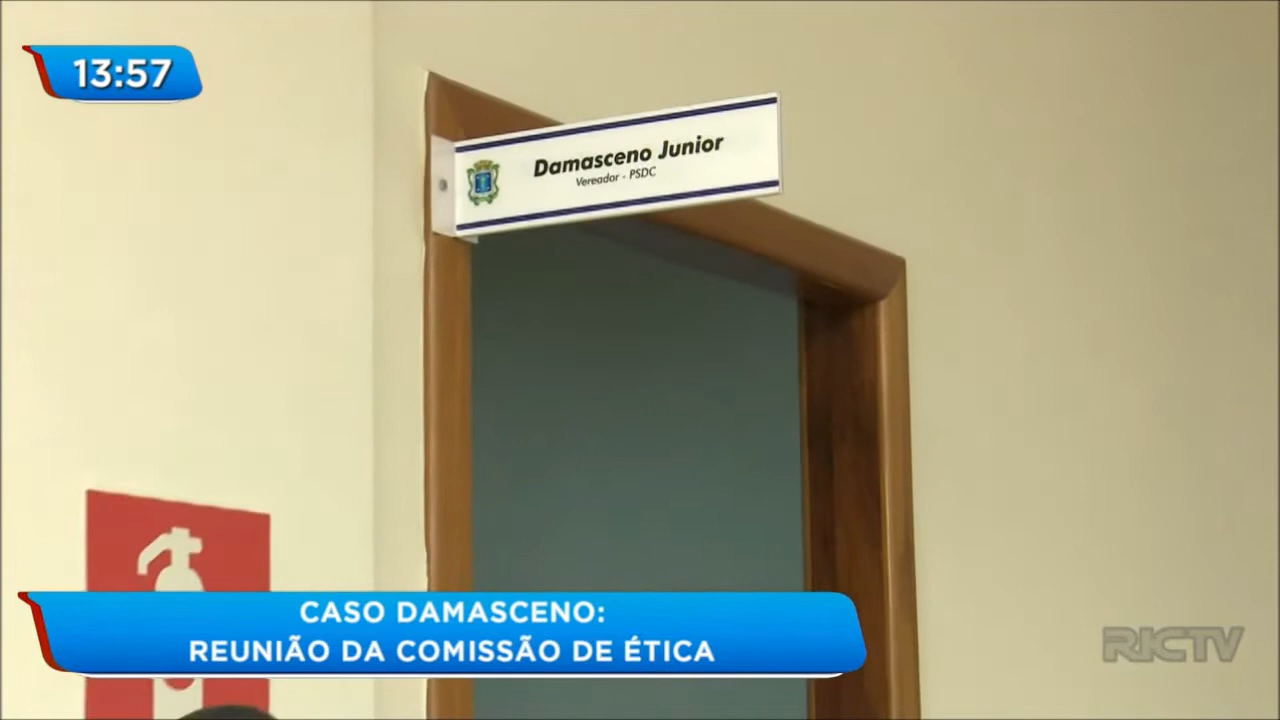 13:57
Damasceno Junior
Vereador - PSDC
CASO DAMASCENO:
REUNIÃO DA COMISSÃO DE ÉTICA
RICTV